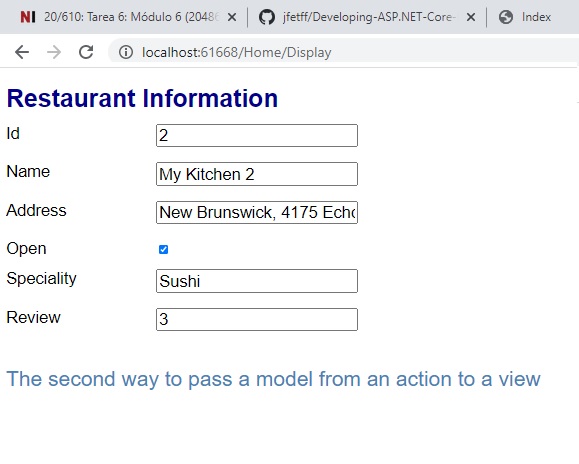 20/610: Tarea 6: Módulo 6 (20486
jfetff/Developing-ASP.NET-Core-
Index
localhost:61668/Home/Display
Restaurant Information
Id
2
Name
My Kitchen 2
Address
New Brunswick, 4175 Echo
Open
Speciality
Sushi
Review
3
The second way to pass a model from an action to a view